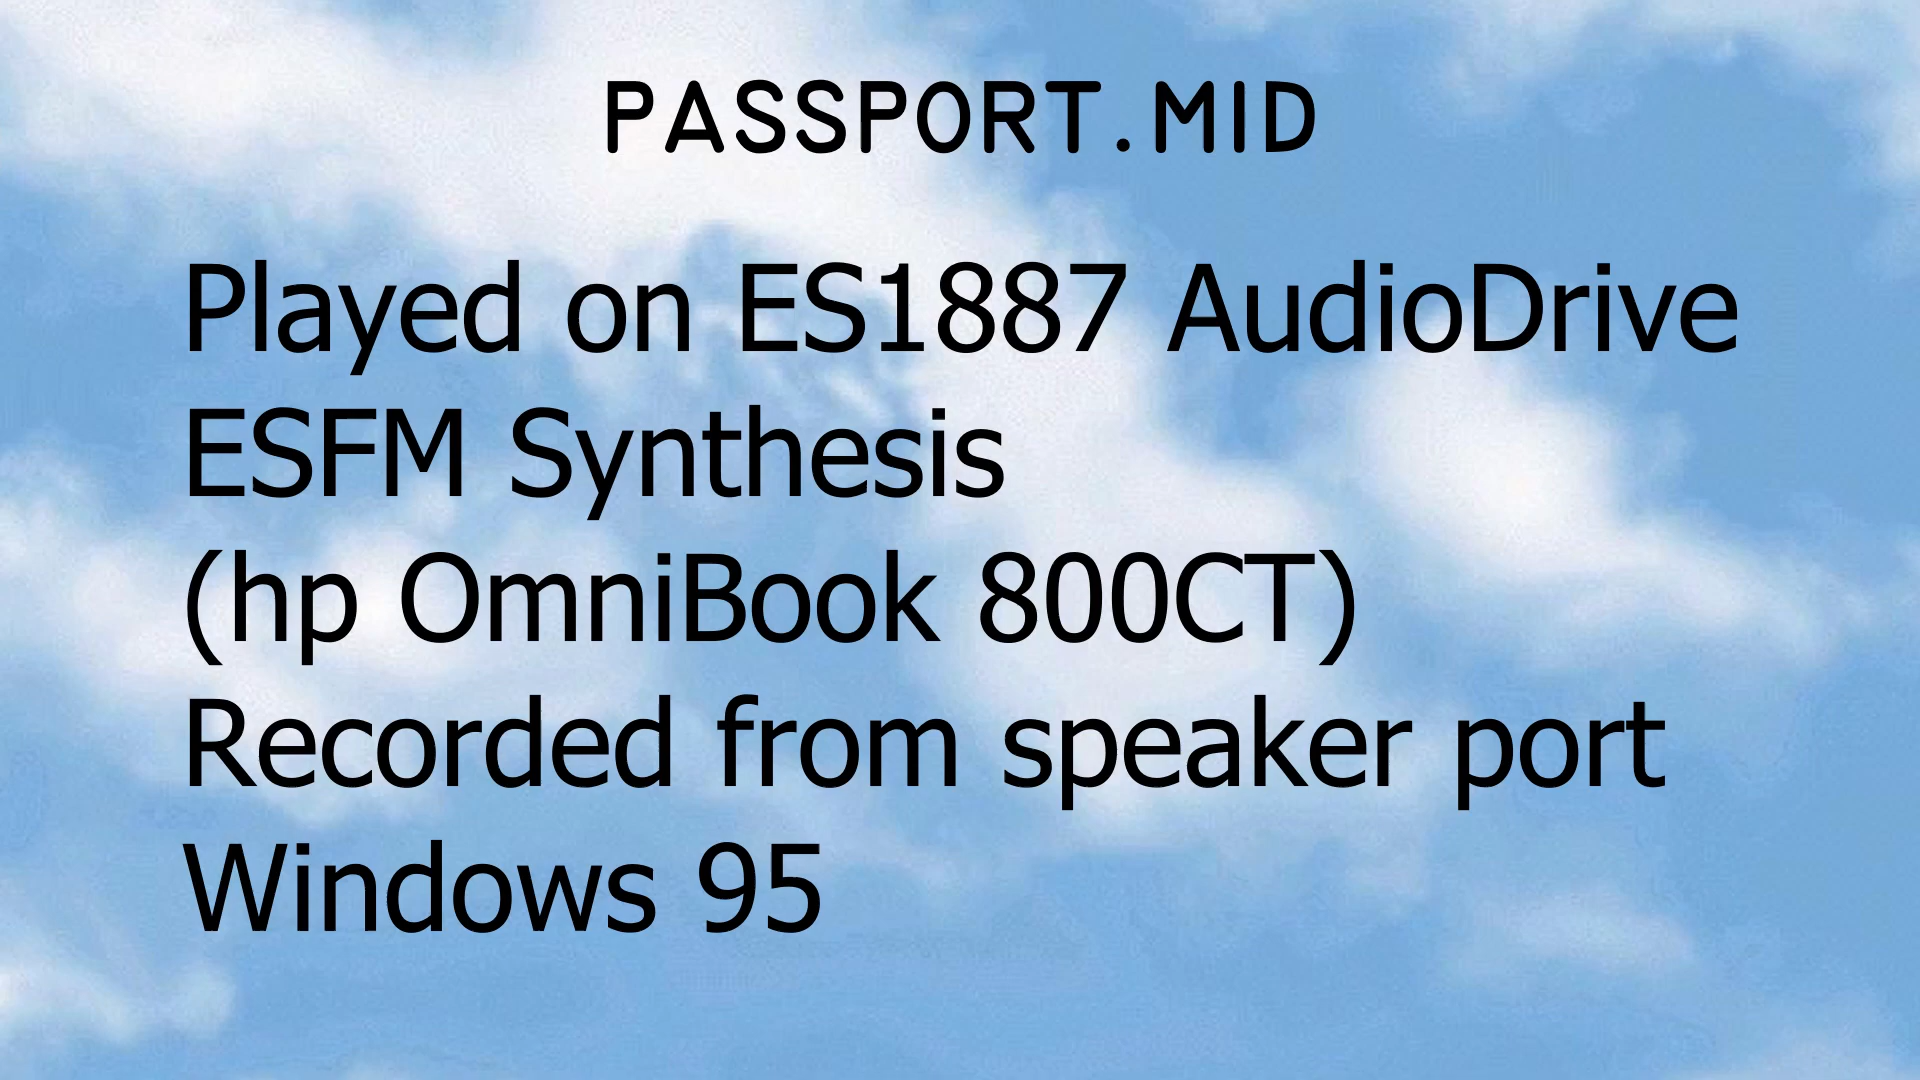 PASSPORT.MID
Played on ES1887 AudioDrive
ESFM Synthesis
(hp OmniBook 800CT)
Recorded from speaker port
Windows 95